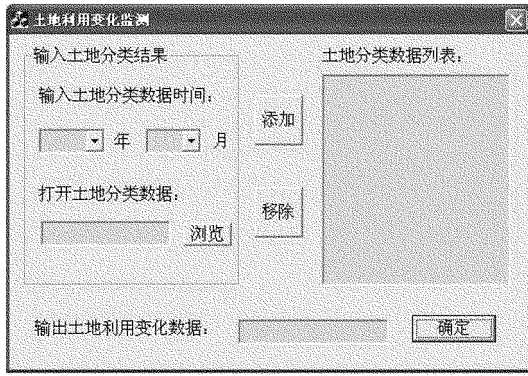 土地利用变化监测
输入土地分类结果
输入土地分类数据时间:
年 月
打开土地分类数据:
浏览
添加
移除
土地分类数据列表:
输出土地利用变化数据:
确定